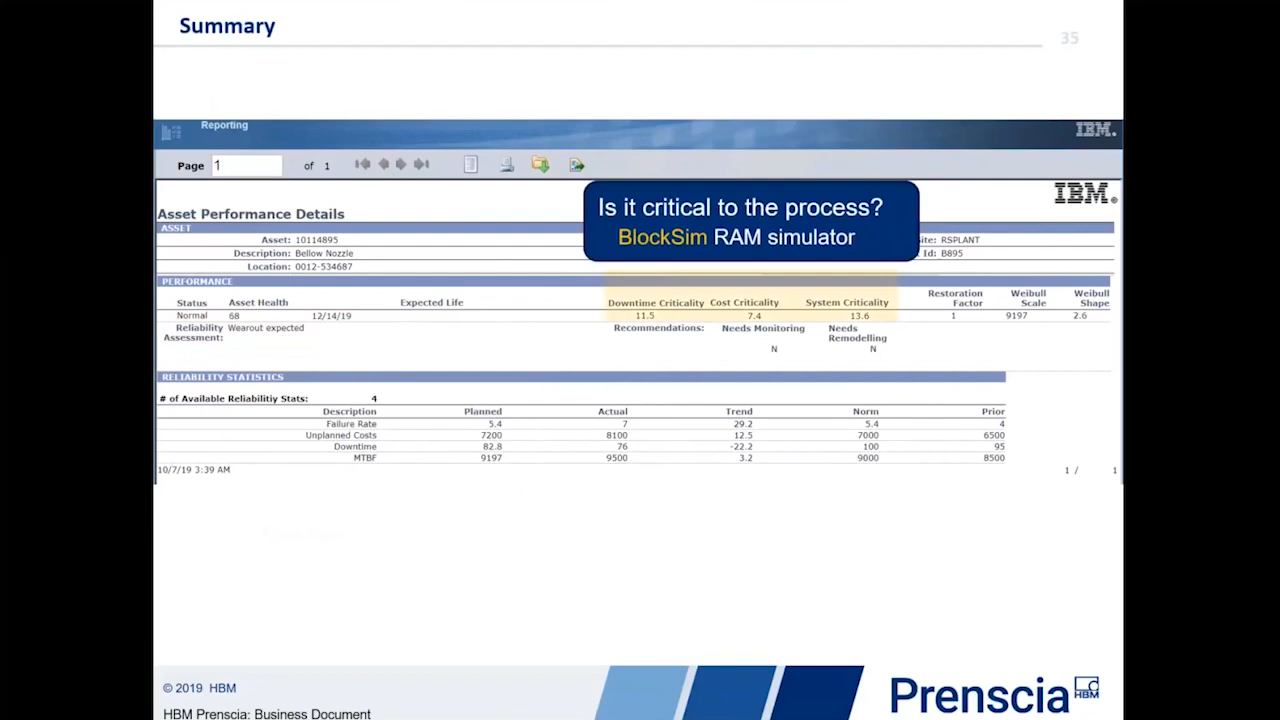 Summary
35
Reporting
IBM.
Page 1 of 1
IBM.
Is it critical to the process?
BlockSim RAM simulator
Asset Performance Details
ASSET
Asset: 10114895
ite: RSPLANT
Description: Bellow Nozzle
Id: B895
Location: 0012-534687
PERFORMANCE
Status Asset Health Expected Life Downtime Criticality Cost Criticality System Criticality Restoration Factor Weibull Scale Weibull Shape
Normal 68 12/14/19 11.5 7.4 13.6 1 9197 2.6
Reliability Assessment: Wearout expected Recommendations: Needs Monitoring Needs Remodelling
N N
RELIABILITY STATISTICS
# of Available Reliabilitiy Stats: 4
Description Planned Actual Trend Norm Prior
Failure Rate 5.4 7 29.2 5.4 4
Unplanned Costs 7200 8100 12.5 7000 6500
Downtime 82.8 76 -22.2 100 95
MTBF 9197 9500 3.2 9000 8500
10/7/19 3:39 AM 1 / 1
© 2019 HBM
HBM Prenscia: Business Document
Prenscia HBM